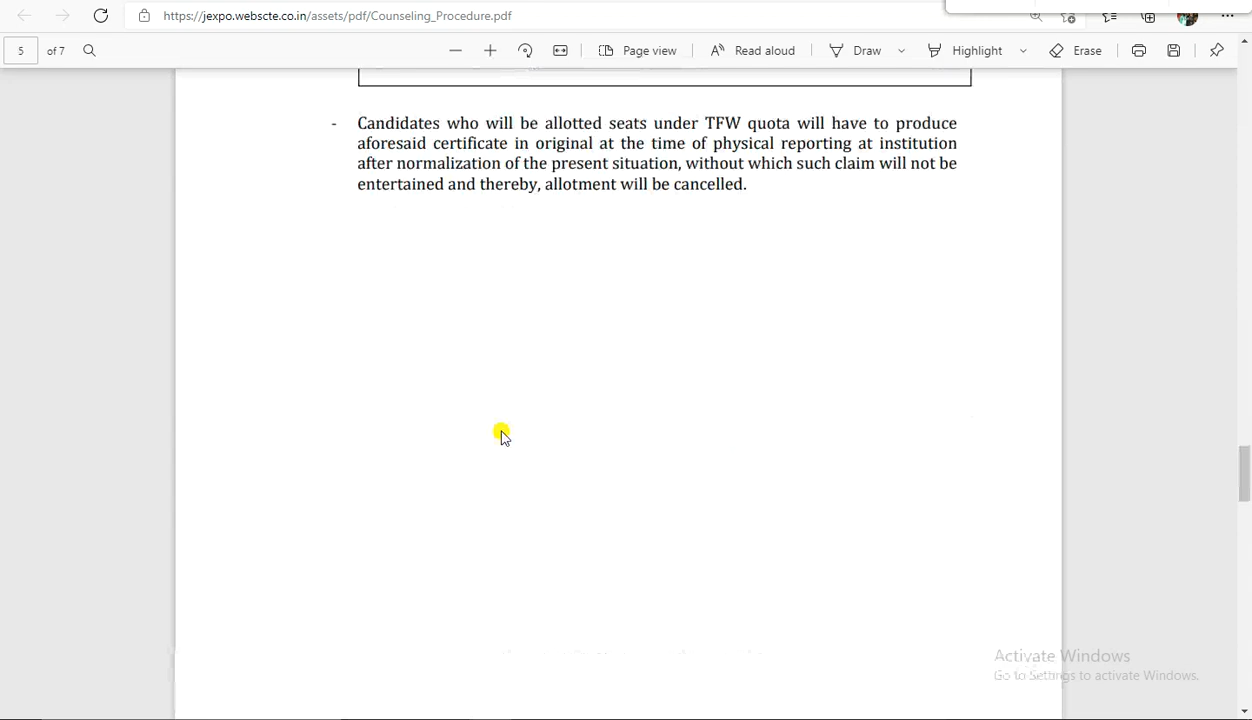 https://jexpo.webscte.co.in/assets/pdf/Counseling_Procedure.pdf
5 of 7 Page view Read aloud Draw Highlight Erase
- Candidates who will be allotted seats under TFW quota will have to produce
aforesaid certificate in original at the time of physical reporting at institution
after normalization of the present situation, without which such claim will not be
entertained and thereby, allotment will be cancelled.
Activate Windows
Go to Settings to activate Windows.